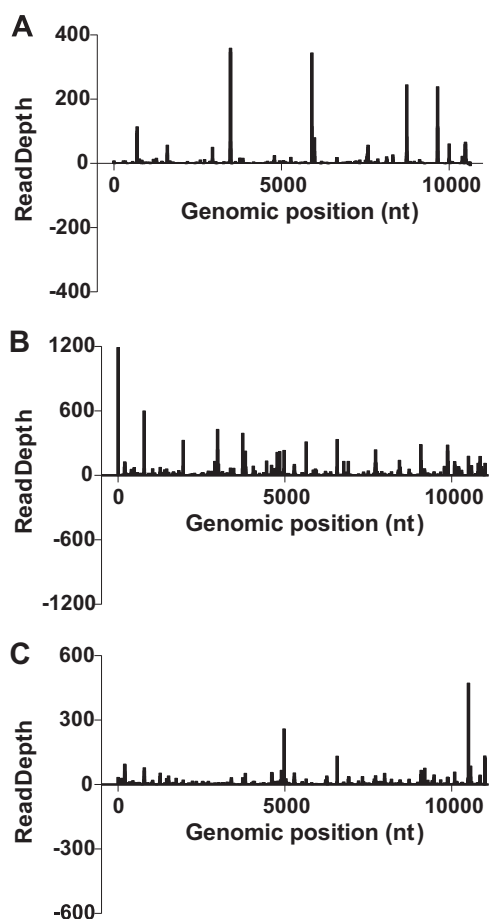 A
400
200
0
-200
-400
ReadDepth
0 5000 10000
Genomic position (nt)
B
1200
600
0
-600
-1200
ReadDepth
0 5000 10000
Genomic position (nt)
C
600
300
0
-300
-600
ReadDepth
0 5000 10000
Genomic position (nt)